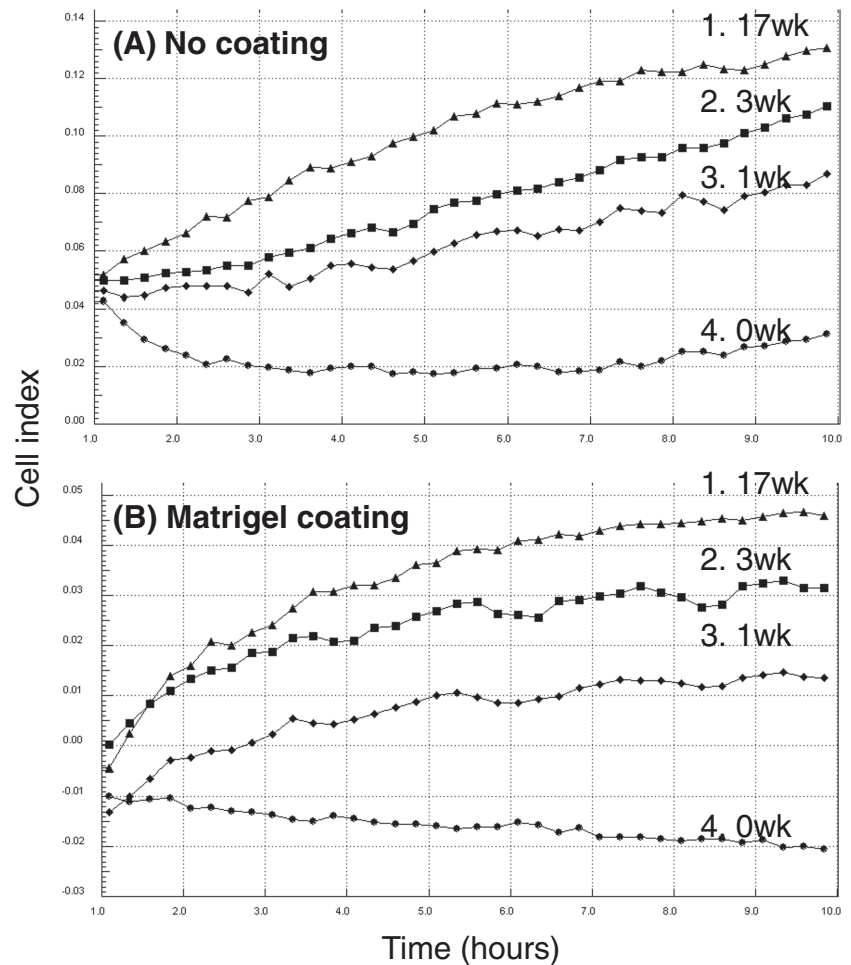 (A) No coating
1. 17wk
2. 3wk
3. 1wk
4. 0wk
0.14
0.12
0.10
0.08
0.06
0.04
0.02
0.00
1.0 2.0 3.0 4.0 5.0 6.0 7.0 8.0 9.0 10.0
Cell index
(B) Matrigel coating
1. 17wk
2. 3wk
3. 1wk
4. 0wk
0.05
0.04
0.03
0.02
0.01
0.00
-0.01
-0.02
-0.03
1.0 2.0 3.0 4.0 5.0 6.0 7.0 8.0 9.0 10.0
Time (hours)